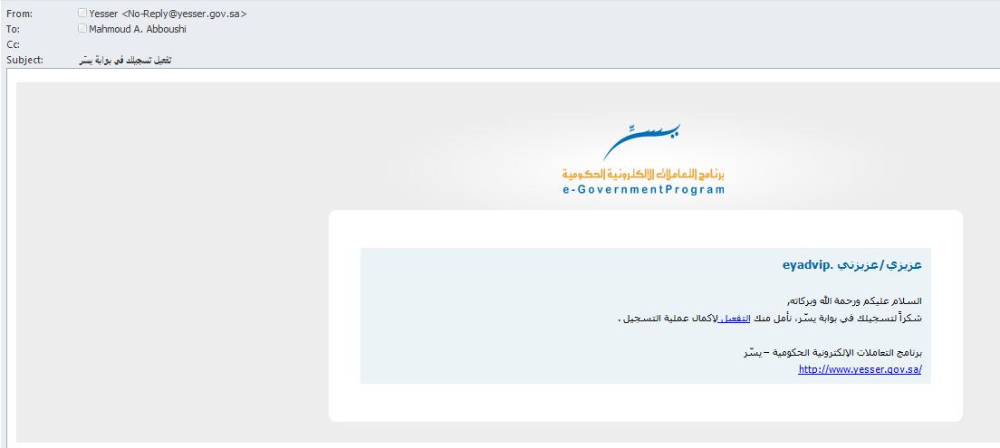 From: Yesser <No-Reply@yesser.gov.sa>
To: Mahmoud A. Abboushi
Cc:
Subject: تفعيل تسجيلك في بوابة يسّر
يسِّر
برنامج التعاملات الإلكترونية الحكومية
e-GovernmentProgram
عزيزي/عزيزتي .eyadvip
السلام عليكم ورحمة الله وبركاته,
شكراً لتسجيلك في بوابة يسّر، نأمل منك التفعيل لإكمال عملية التسجيل .
برنامج التعاملات الإلكترونية الحكومية – يسّر
http://www.yesser.gov.sa/